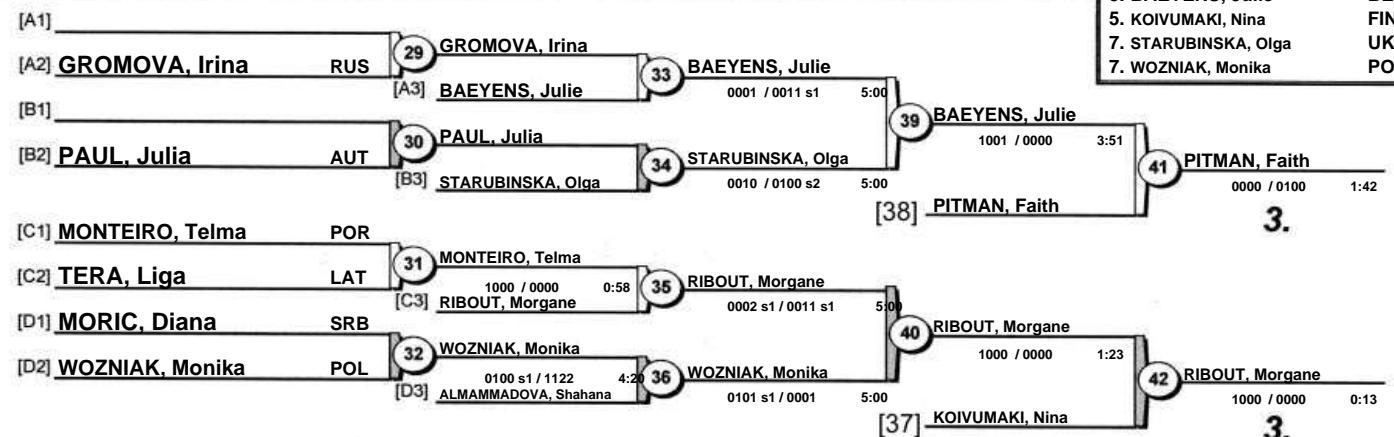 5. KOIVUMAKI, Nina FIN
7. STARUBINSKA, Olga UK
7. WOZNIAK, Monika PO
[A1]
[A2] GROMOVA, Irina RUS
29
GROMOVA, Irina
[A3] BAEYENS, Julie
33
BAEYENS, Julie
0001 / 0011 s1 5:00
[B1]
[B2] PAUL, Julia AUT
30
PAUL, Julia
[B3] STARUBINSKA, Olga
34
STARUBINSKA, Olga
0010 / 0100 s2 5:00
39
BAEYENS, Julie
1001 / 0000 3:51
[38] PITMAN, Faith
41
PITMAN, Faith
0000 / 0100 1:42
3.
[C1] MONTEIRO, Telma POR
[C2] TERA, Liga LAT
31
MONTEIRO, Telma
1000 / 0000 0:58
[C3] RIBOUT, Morgane
35
RIBOUT, Morgane
0002 s1 / 0011 s1 5:00
[D1] MORIC, Diana SRB
[D2] WOZNIAK, Monika POL
32
WOZNIAK, Monika
0100 s1 / 1122 4:20
[D3] ALMAMMADOVA, Shahana
36
WOZNIAK, Monika
0101 s1 / 0001 5:00
40
RIBOUT, Morgane
1000 / 0000 1:23
[37] KOIVUMAKI, Nina
42
RIBOUT, Morgane
1000 / 0000 0:13
3.